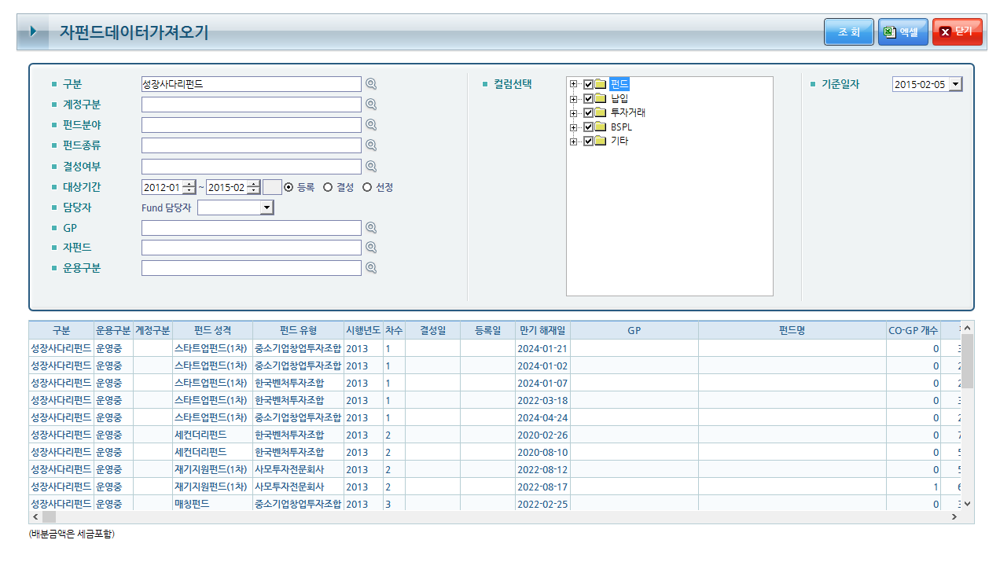 자펀드데이터가져오기 조 회 엑셀 닫기
구분 성장사다리펀드 컬럼선택 펀드 기준일자 2015-02-05
납입
투자거래
BSPL
기타
계정구분
펀드분야
펀드종류
결성여부
대상기간 2012-01 ~ 2015-02 등록 결성 선정
담당자 Fund 담당자
GP
자펀드
운용구분
구분 운용구분 계정구분 펀드 성격 펀드 유형 시행년도 차수 결성일 등록일 만기 해재일 GP 펀드명 CO-GP 개수
성장사다리펀드 운영중 스타트업펀드(1차) 중소기업창업투자조합 2013 1 2024-01-21 0 3
성장사다리펀드 운영중 스타트업펀드(1차) 중소기업창업투자조합 2013 1 2024-01-02 0 2
성장사다리펀드 운영중 스타트업펀드(1차) 한국벤처투자조합 2013 1 2024-01-07 0 2
성장사다리펀드 운영중 스타트업펀드(1차) 한국벤처투자조합 2013 1 2022-03-18 0 3
성장사다리펀드 운영중 스타트업펀드(1차) 중소기업창업투자조합 2013 1 2024-04-24 0 2
성장사다리펀드 운영중 세컨더리펀드 한국벤처투자조합 2013 2 2020-02-26 0 7
성장사다리펀드 운영중 세컨더리펀드 한국벤처투자조합 2013 2 2020-08-10 0 5
성장사다리펀드 운영중 재기지원펀드(1차) 사모투자전문회사 2013 2 2022-08-12 0 5
성장사다리펀드 운영중 재기지원펀드(1차) 사모투자전문회사 2013 2 2022-08-17 1 6
성장사다리펀드 운영중 매칭펀드 중소기업창업투자조합 2013 3 2022-02-25 0 3
(배분금액은 세금포함)